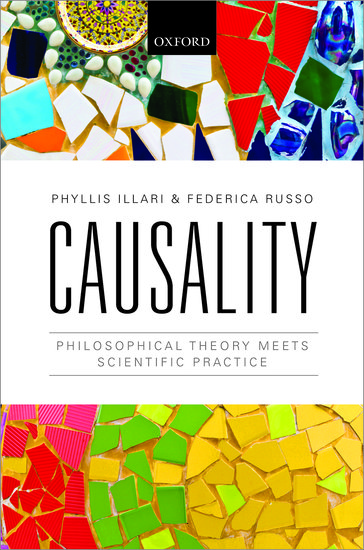 OXFORD
PHYLLIS ILLARI & FEDERICA RUSSO
CAUSALITY
PHILOSOPHICAL THEORY MEETS
SCIENTIFIC PRACTICE